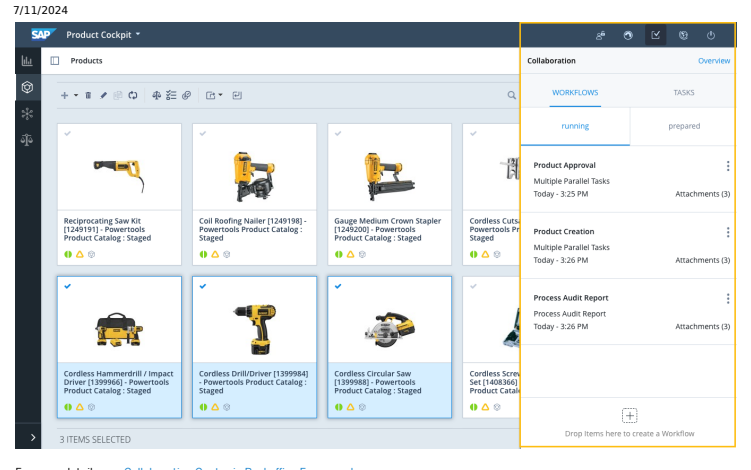 7/11/2024
SAP
Product Cockpit
Products
Collaboration
Overview
WORKFLOWS
TASKS
running
prepared
Reciprocating Saw Kit
[1249191] - Powertools
Product Catalog : Staged
Coil Roofing Nailer [1249198] -
Powertools Product Catalog :
Staged
Gauge Medium Crown Stapler
[1249200] - Powertools
Product Catalog : Staged
Cordless Cuts
Powertools Pr
Staged
Cordless Hammerdrill / Impact
Driver [1399966] - Powertools
Product Catalog : Staged
Cordless Drill/Driver [1399984]
- Powertools Product Catalog :
Staged
Cordless Circular Saw
[1399988] - Powertools
Product Catalog : Staged
Cordless Screw
Set [1408366]
Product Catal
3 ITEMS SELECTED
Product Approval
Multiple Parallel Tasks
Today - 3:25 PM
Attachments (3)
Product Creation
Multiple Parallel Tasks
Today - 3:26 PM
Attachments (3)
Process Audit Report
Process Audit Report
Today - 3:26 PM
Attachments (3)
Drop Items here to create a Workflow